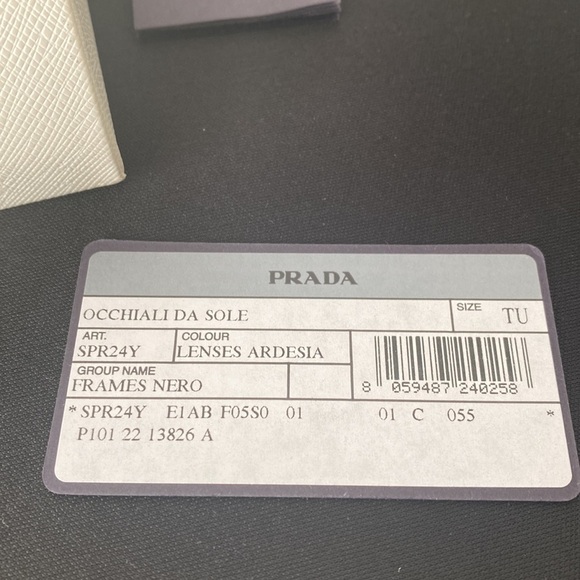 PRADA
OCCHIALI DA SOLE
SIZE TU
ART. COLOUR
SPR24Y LENSES ARDESIA
GROUP NAME
FRAMES NERO
8 059487 240258
* SPR24Y E1AB F05S0 01 01 C 055 *
P101 22 13826 A